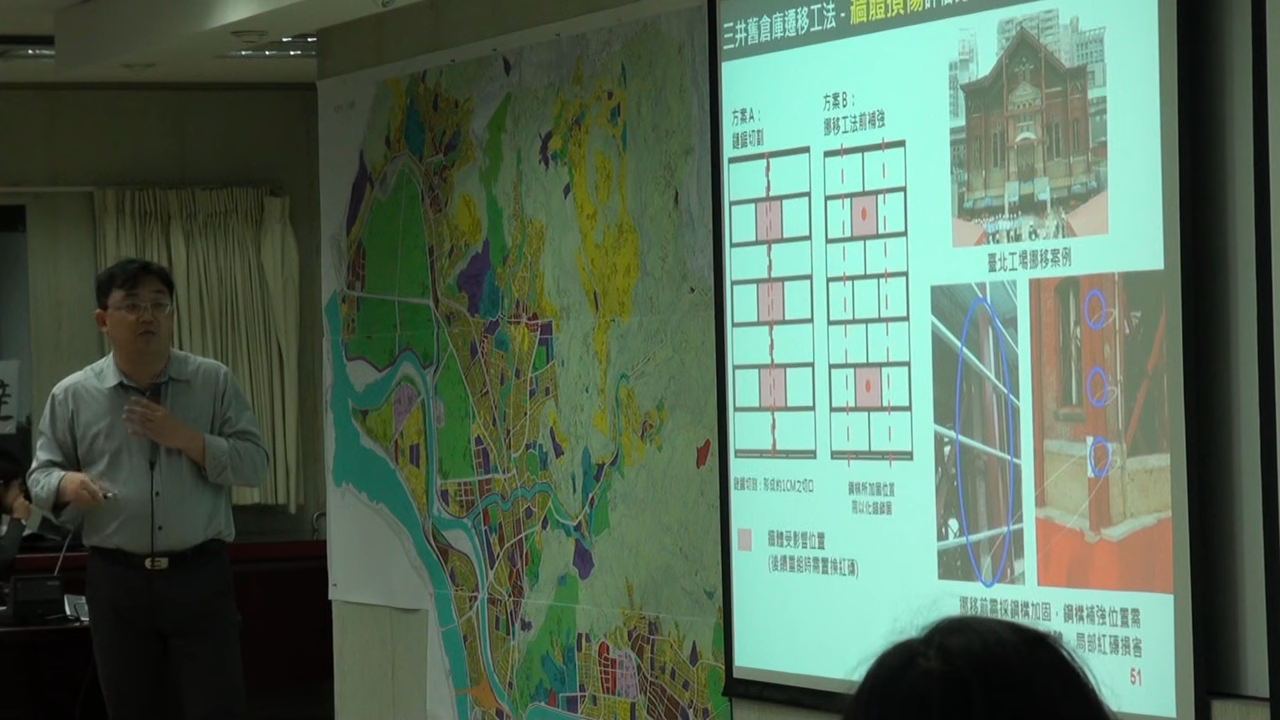 三井舊倉庫遷移工法 - 牆體損傷評估
方案A：
鏈鋸切割
方案B：
挪移工法前補強
臺北工場挪移案例
鏈鋸切割：形成約1CM之切口
鋼構所加固位置
需以化錨鎖固
牆體受影響位置
(後續重組時需置換紅磚)
挪移前需採鋼構加固，鋼構補強位置需
局部紅磚損害
51